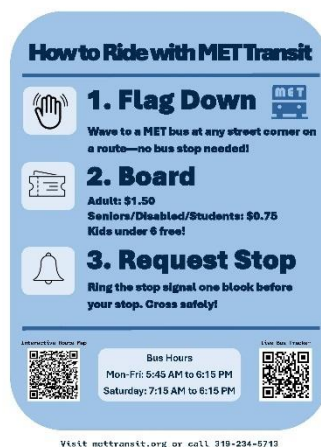 How to Ride with MET Transit
1. Flag Down
MET
Wave to a MET bus at any street corner on
a route—no bus stop needed!
2. Board
Adult: $1.50
Seniors/Disabled/Students: $0.75
Kids under 6 free!
3. Request Stop
Ring the stop signal one block before
your stop. Cross safely!
Interactive Route Map
Live Bus Tracker
Bus Hours
Mon-Fri: 5:45 AM to 6:15 PM
Saturday: 7:15 AM to 6:15 PM
Visit mettransit.org or call 319-234-5713